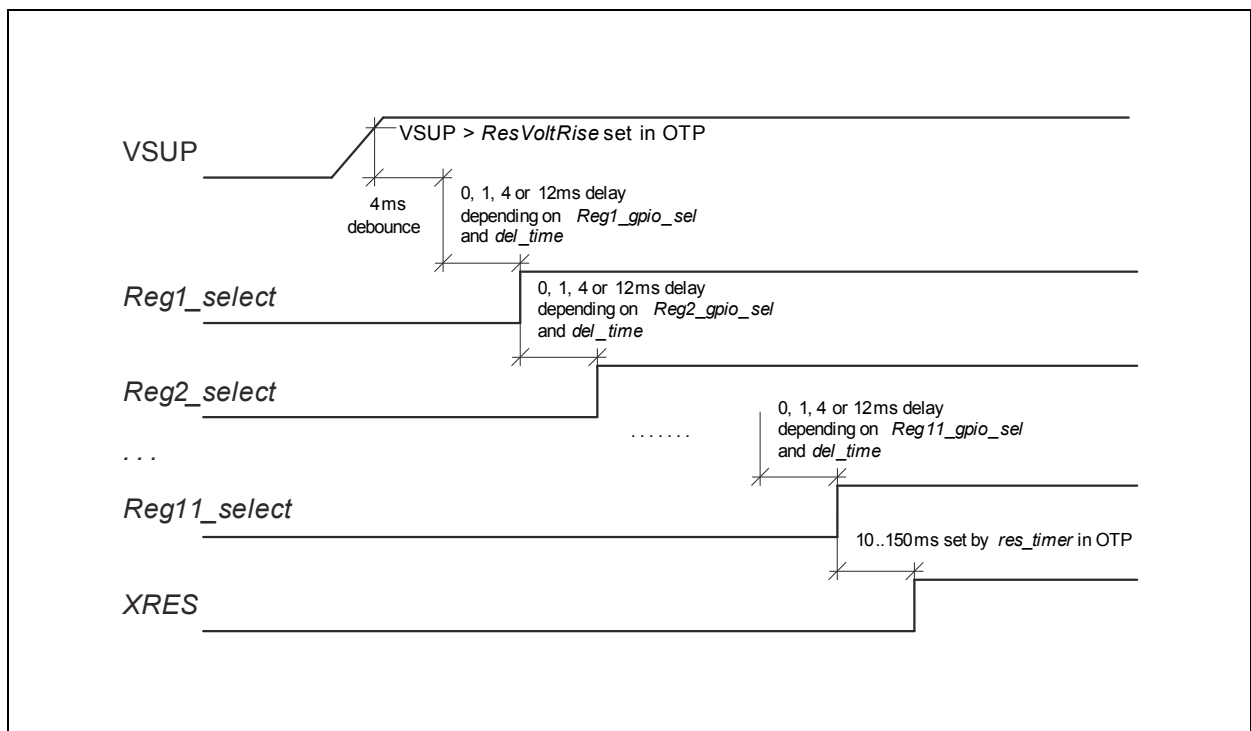 VSUP
VSUP > ResVoltRise set in OTP
4ms
debounce
0, 1, 4 or 12ms delay
depending on Reg1_gpio_sel
and del_time
Reg1_select
0, 1, 4 or 12ms delay
depending on Reg2_gpio_sel
and del_time
Reg2_select
.......
0, 1, 4 or 12ms delay
depending on Reg11_gpio_sel
and del_time
. . .
Reg11_select
10..150ms set by res_timer in OTP
XRES